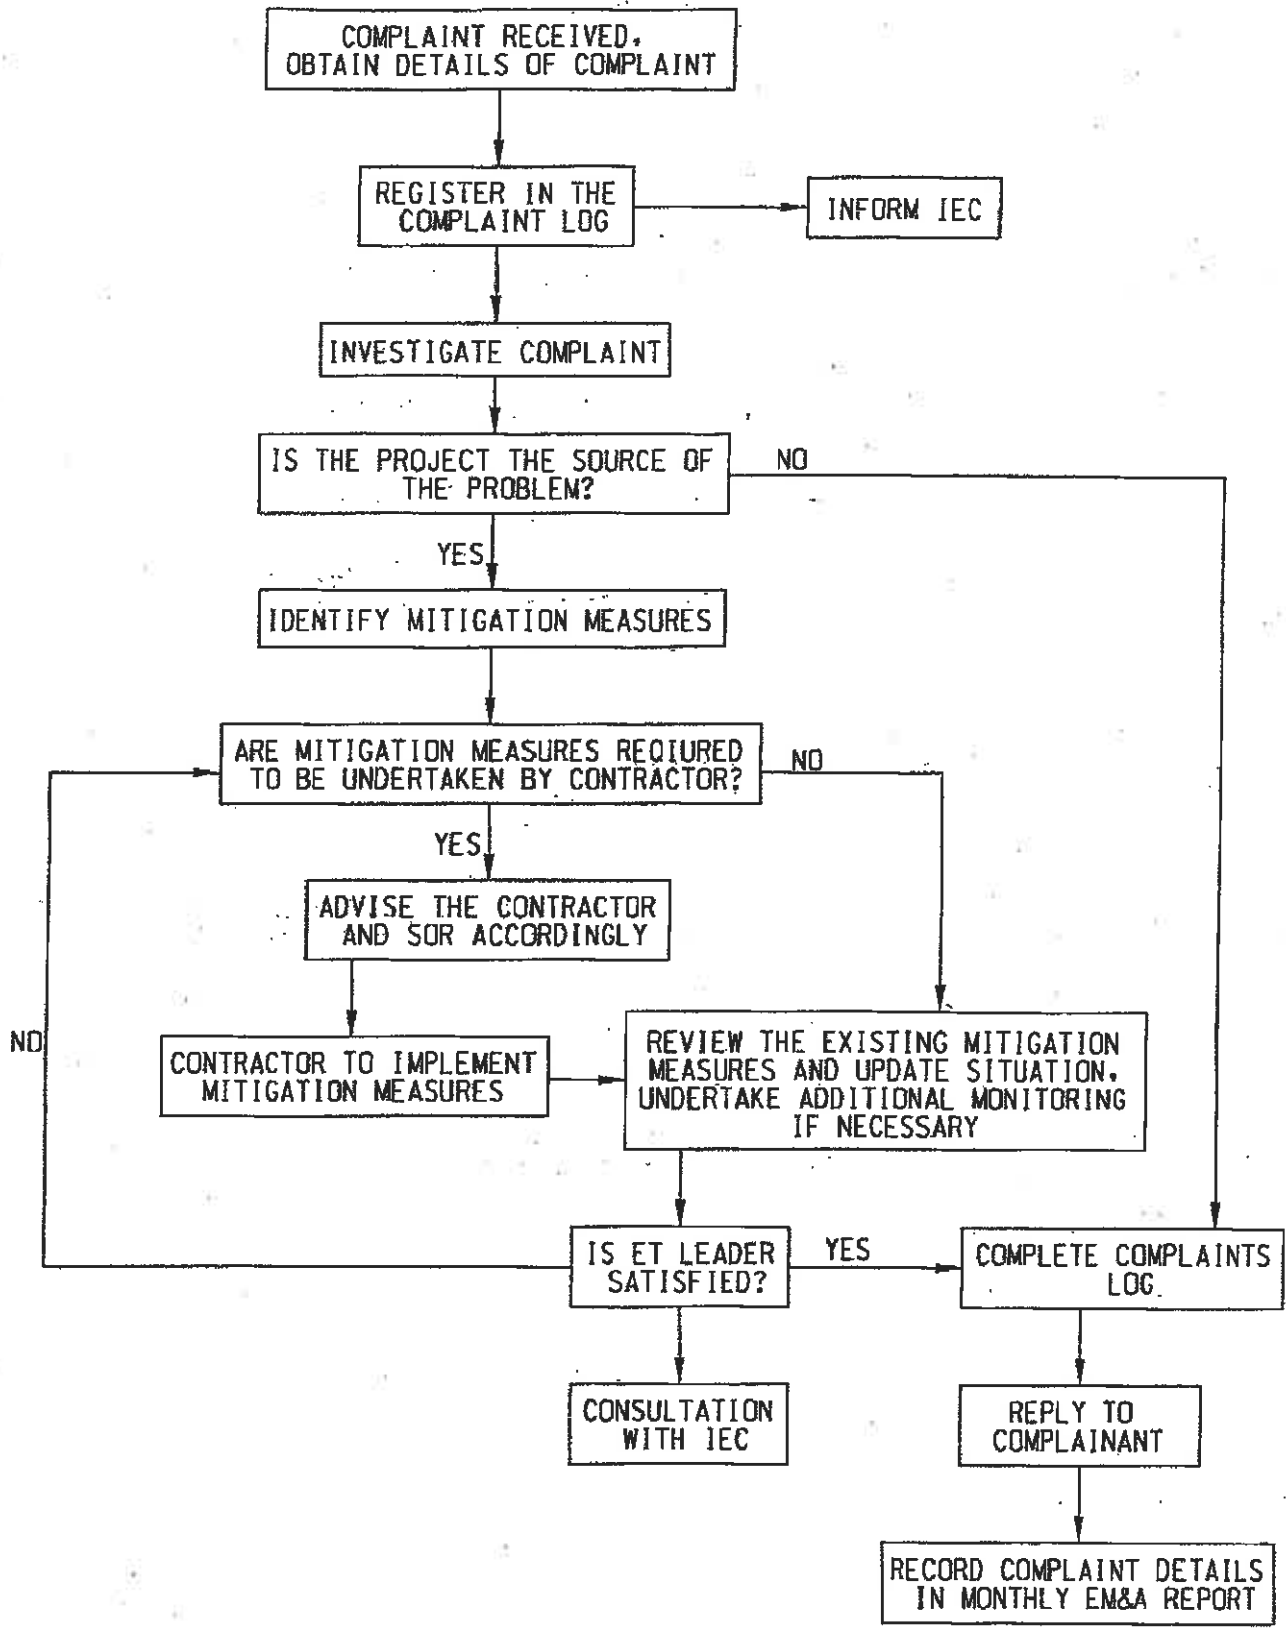 COMPLAINT RECEIVED.
OBTAIN DETAILS OF COMPLAINT
REGISTER IN THE
COMPLAINT LOG
INFORM IEC
INVESTIGATE COMPLAINT
IS THE PROJECT THE SOURCE OF
THE PROBLEM?
NO
YES
IDENTIFY MITIGATION MEASURES
ARE MITIGATION MEASURES REQIURED
TO BE UNDERTAKEN BY CONTRACTOR?
NO
YES
ADVISE THE CONTRACTOR
AND SOR ACCORDINGLY
NO
CONTRACTOR TO IMPLEMENT
MITIGATION MEASURES
REVIEW THE EXISTING MITIGATION
MEASURES AND UPDATE SITUATION.
UNDERTAKE ADDITIONAL MONITORING
IF NECESSARY
IS ET LEADER
SATISFIED?
YES
COMPLETE COMPLAINTS
LOG
CONSULTATION
WITH IEC
REPLY TO
COMPLAINANT
RECORD COMPLAINT DETAILS
IN MONTHLY EM&A REPORT